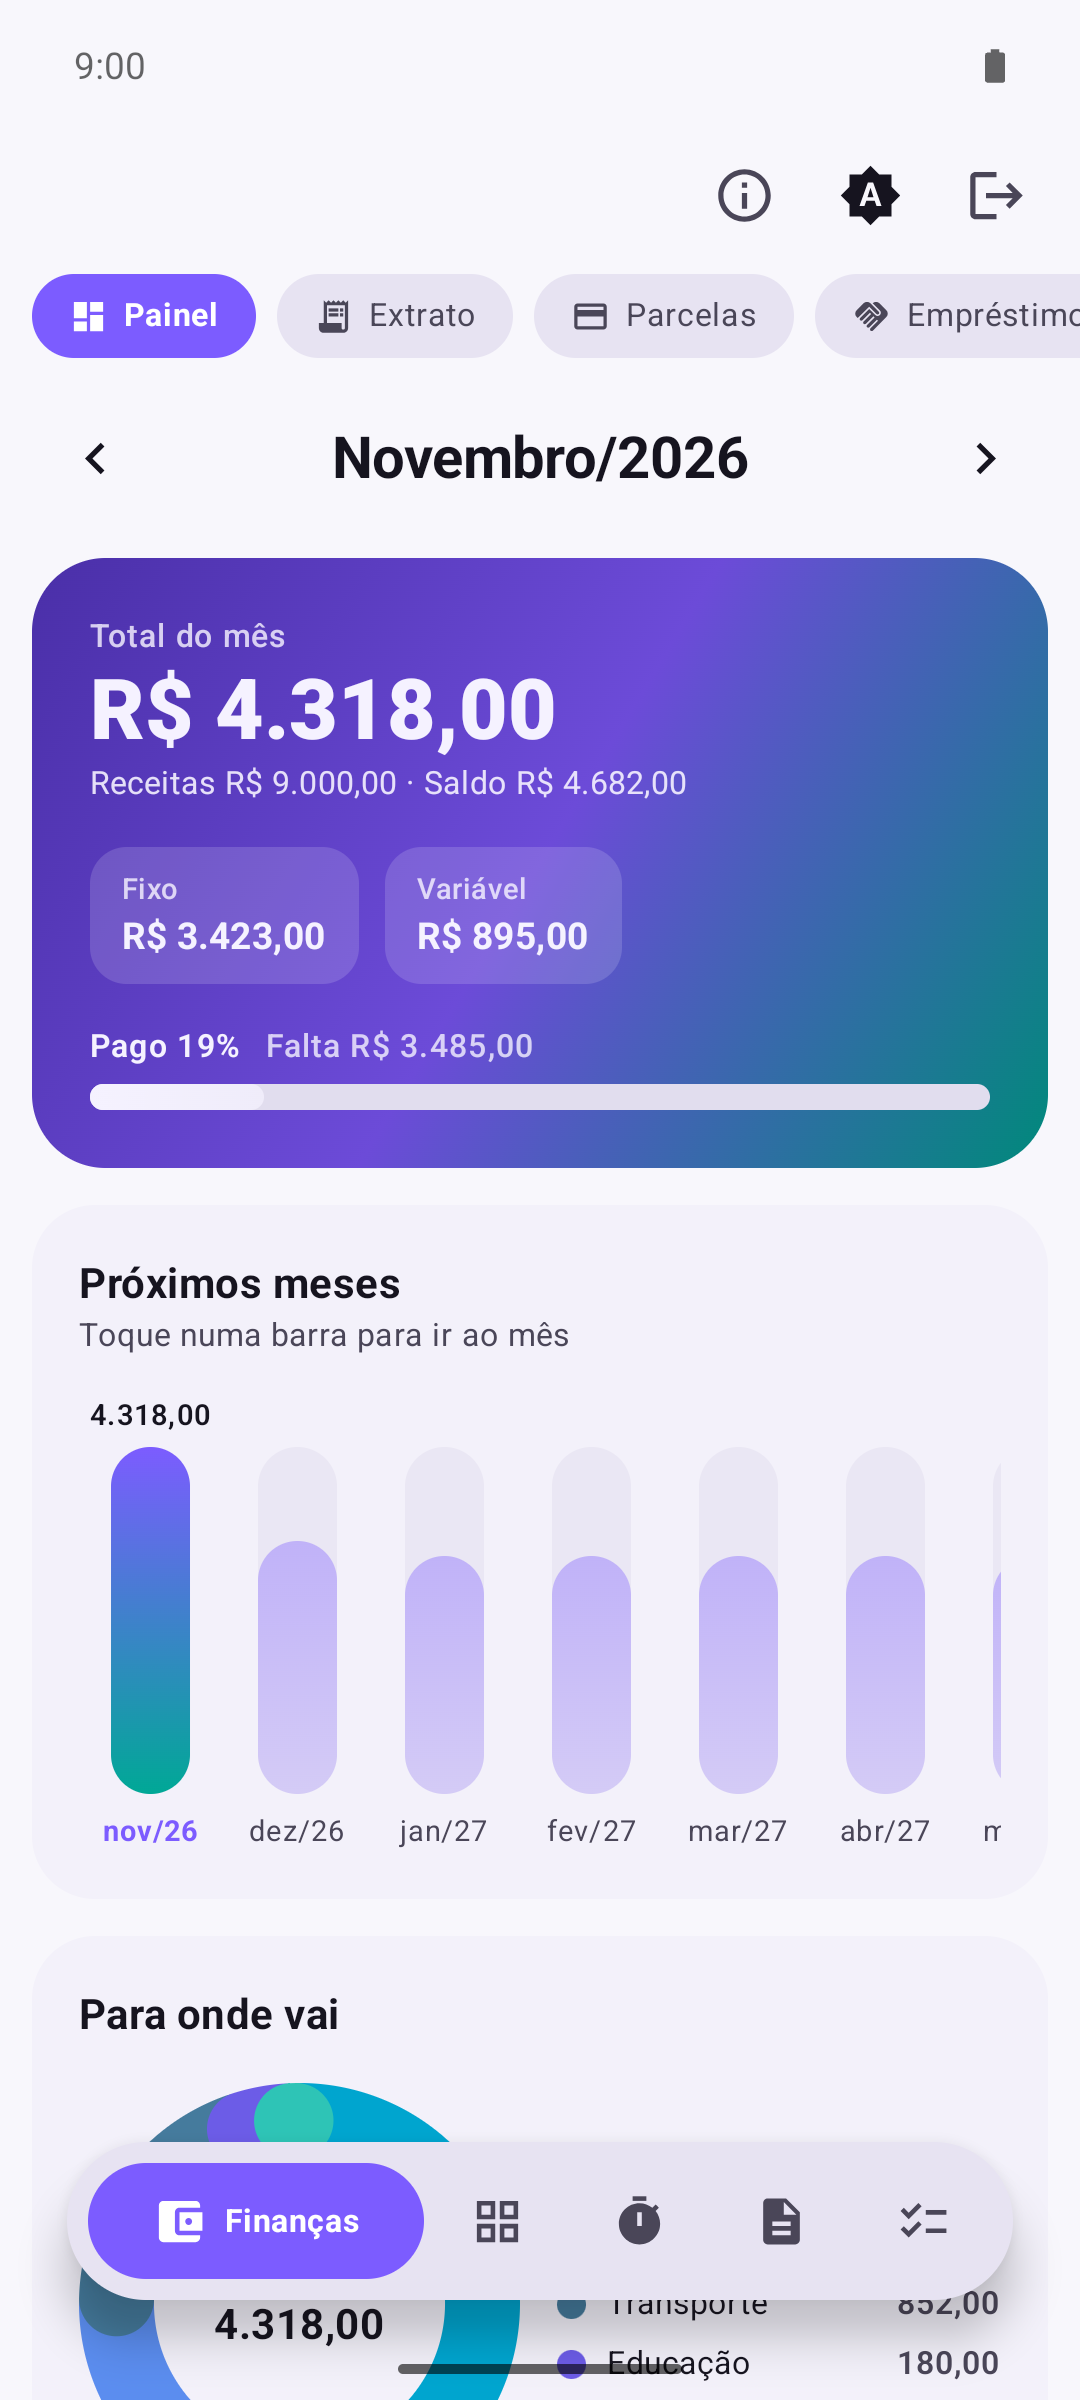 9:00
A
Painel
Extrato
Parcelas
Empréstimo
Novembro/2026
Total do mês
R$ 4.318,00
Receitas R$ 9.000,00 · Saldo R$ 4.682,00
Fixo
R$ 3.423,00
Variável
R$ 895,00
Pago 19% Falta R$ 3.485,00
Próximos meses
Toque numa barra para ir ao mês
4.318,00
nov/26 dez/26 jan/27 fev/27 mar/27 abr/27
Para onde vai
Finanças
4.318,00
Transporte 852,00
Educação 180,00